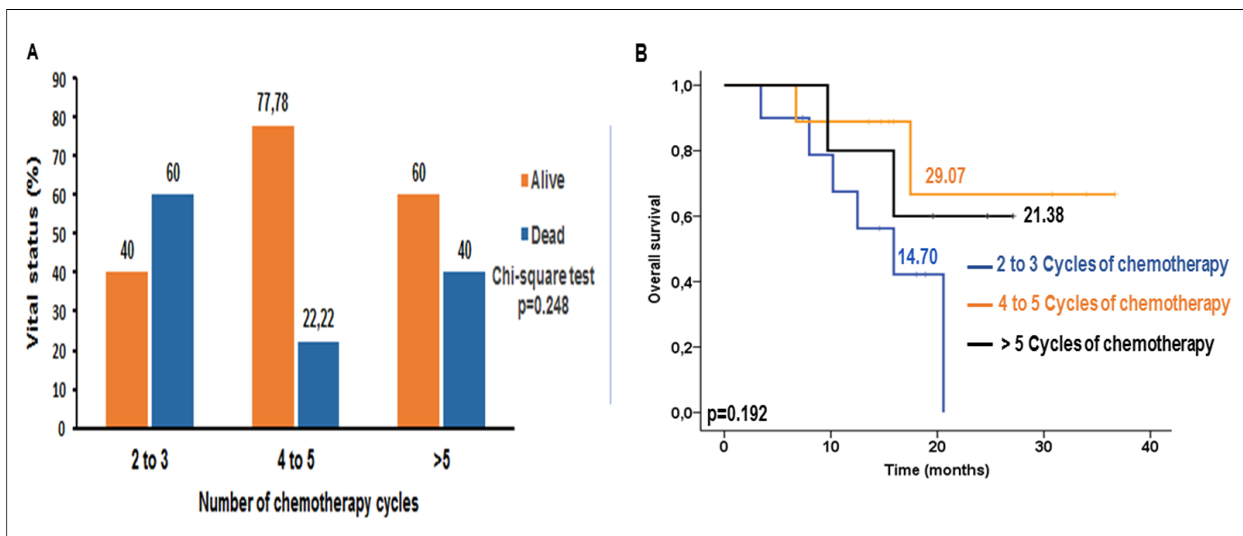 A
Vital status (%)
90
80
70
60
50
40
30
20
10
0
40
60
77,78
22,22
60
40
2 to 3
4 to 5
>5
Number of chemotherapy cycles
Alive
Dead
Chi-square test
p=0.248
B
Overall survival
1,0
0,8
0,6
0,4
0,2
0,0
29.07
21.38
14.70
2 to 3 Cycles of chemotherapy
4 to 5 Cycles of chemotherapy
> 5 Cycles of chemotherapy
p=0.192
0
10
20
30
40
Time (months)